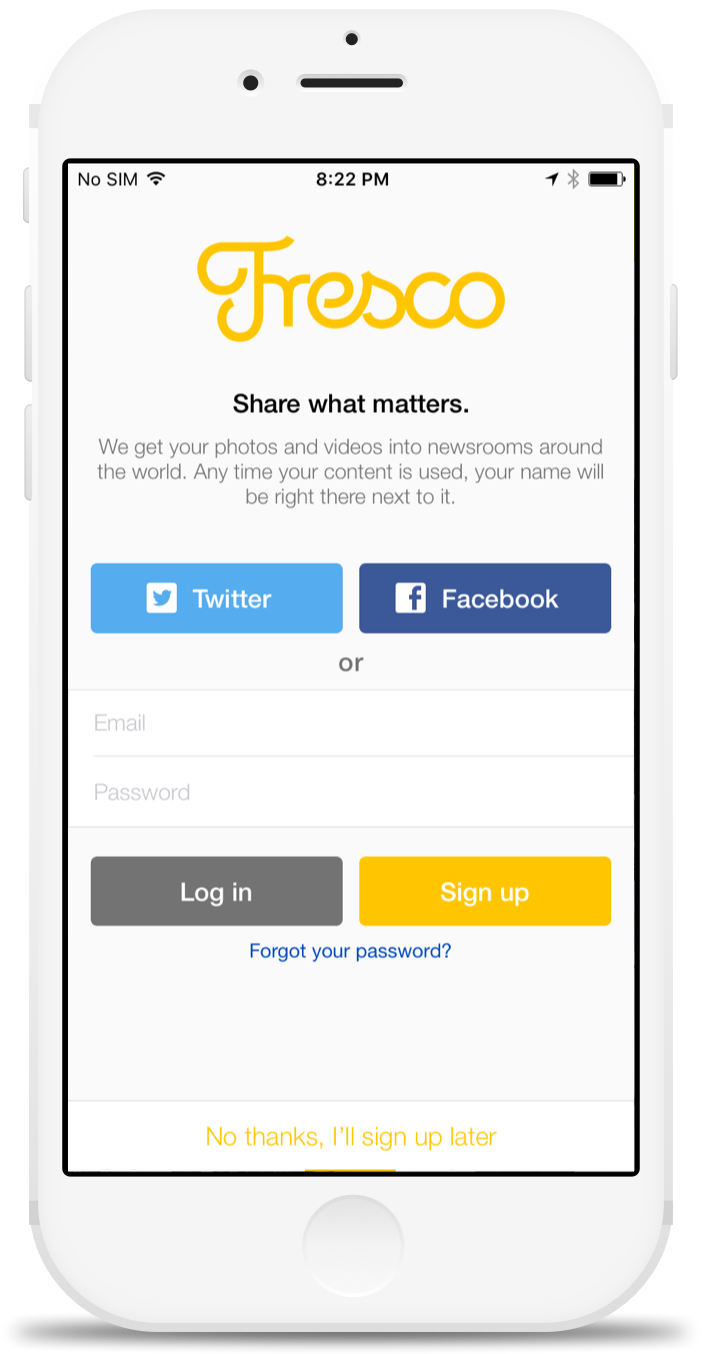 No SIM
8:22 PM
Fresco
Share what matters.
We get your photos and videos into newsrooms around
the world. Any time your content is used, your name will
be right there next to it.
Twitter
Facebook
or
Email
Password
Log in
Sign up
Forgot your password?
No thanks, I'll sign up later